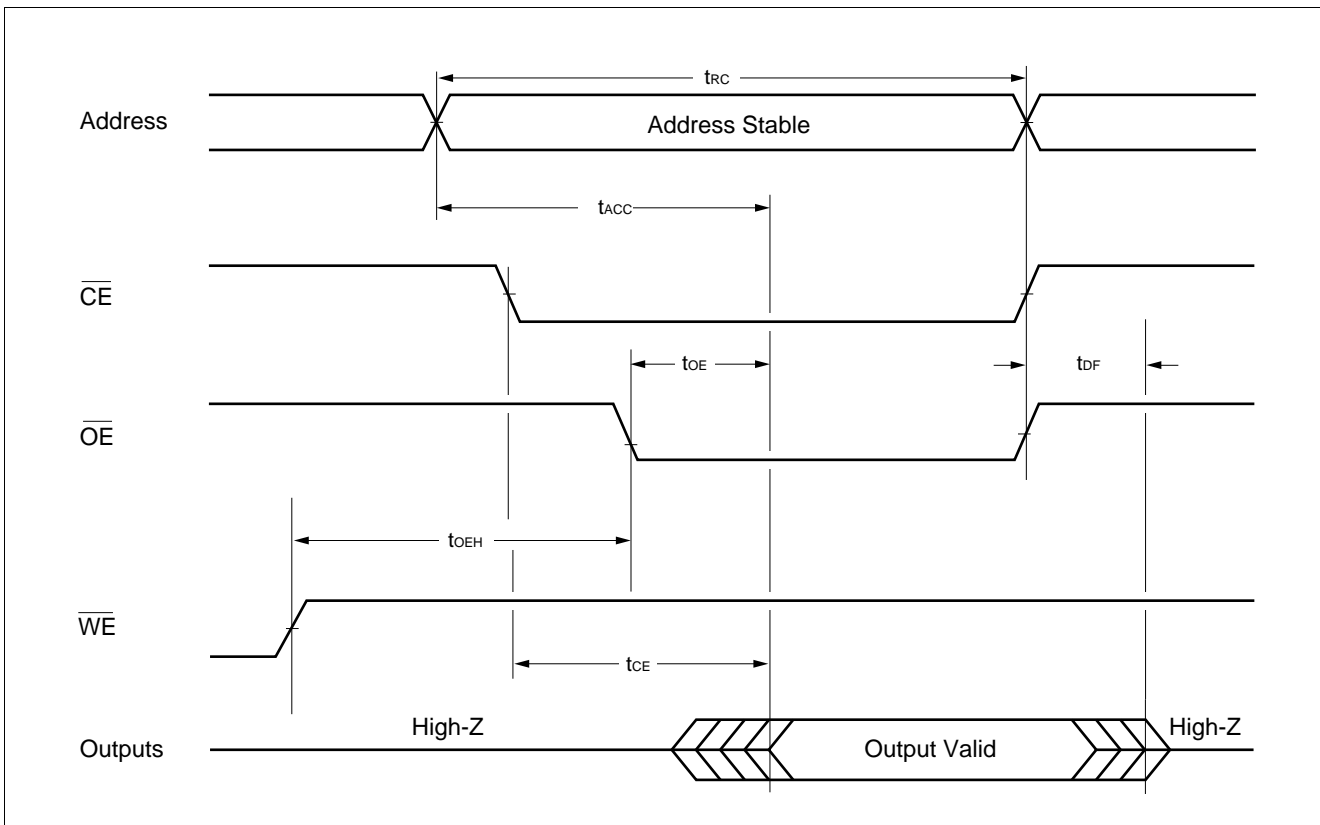 tRC
Address
Address Stable
tACC
CE
tOE
tDF
OE
tOEH
WE
tCE
High-Z
High-Z
Outputs
Output Valid